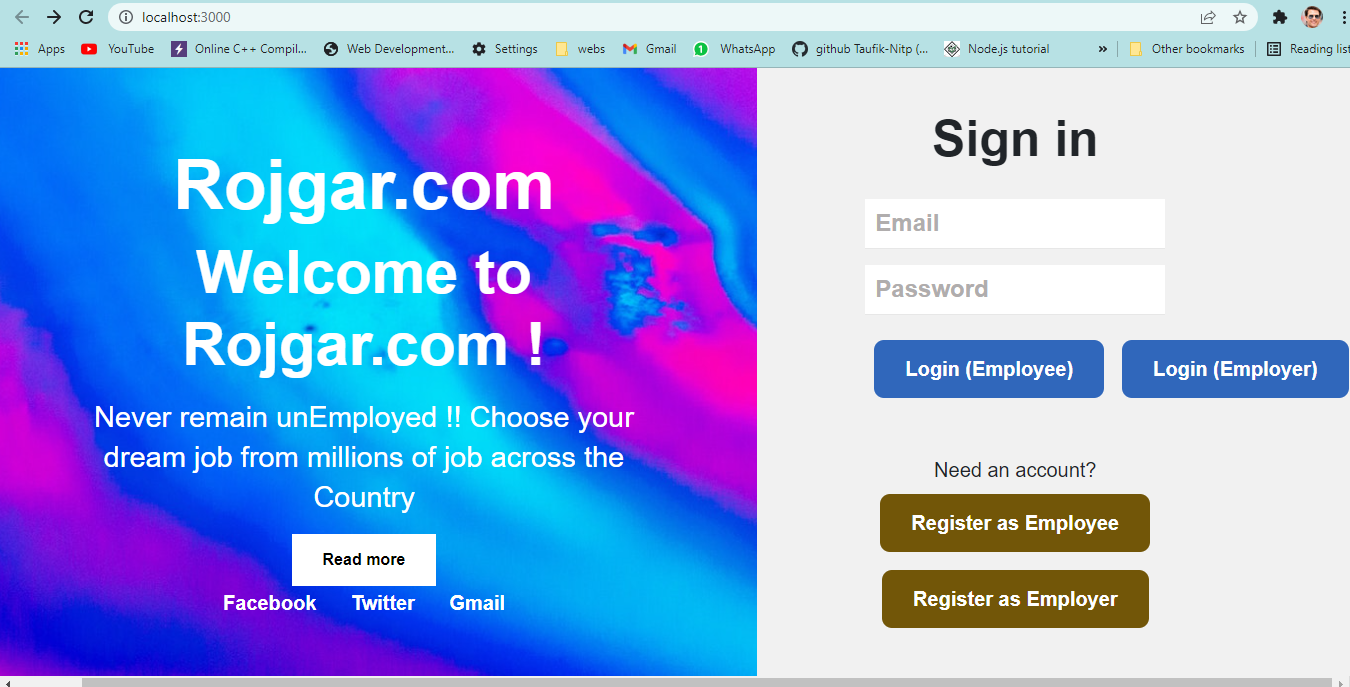 localhost:3000
Apps YouTube Online C++ Compil... Web Development... Settings webs Gmail 1 WhatsApp github Taufik-Nitp (... Node.js tutorial » Other bookmarks Reading list
Rojgar.com
Welcome to
Rojgar.com !
Never remain unEmployed !! Choose your
dream job from millions of job across the
Country
Read more
Facebook Twitter Gmail
Sign in
Email
Password
Login (Employee) Login (Employer)
Need an account?
Register as Employee
Register as Employer